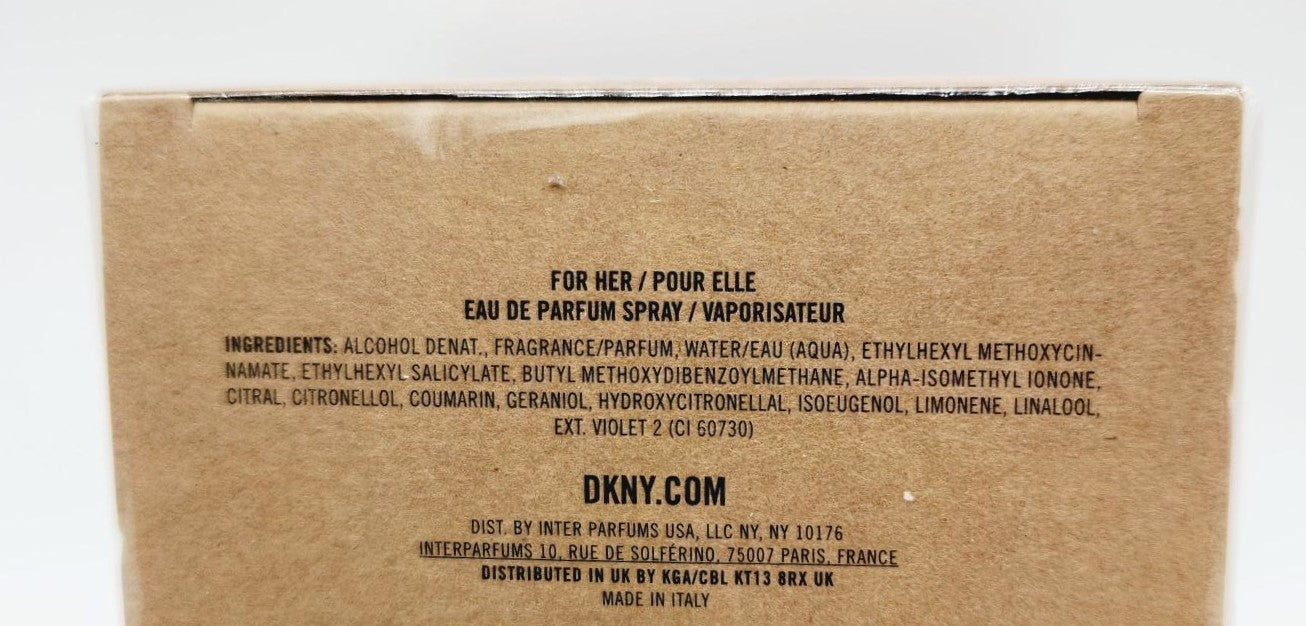 FOR HER / POUR ELLE
EAU DE PARFUM SPRAY / VAPORISATEUR
INGREDIENTS: ALCOHOL DENAT., FRAGRANCE/PARFUM, WATER/EAU (AQUA), ETHYLHEXYL METHOXYCIN-
NAMATE, ETHYLHEXYL SALICYLATE, BUTYL METHOXYDIBENZOYLMETHANE, ALPHA-ISOMETHYL IONONE,
CITRAL, CITRONELLOL, COUMARIN, GERANIOL, HYDROXYCITRONELLAL, ISOEUGENOL, LIMONENE, LINALOOL,
EXT. VIOLET 2 (CI 60730)
DKNY.COM
DIST. BY INTER PARFUMS USA, LLC NY, NY 10176
INTERPARFUMS 10, RUE DE SOLFÉRINO, 75007 PARIS, FRANCE
DISTRIBUTED IN UK BY KGA/CBL KT13 8RX UK
MADE IN ITALY